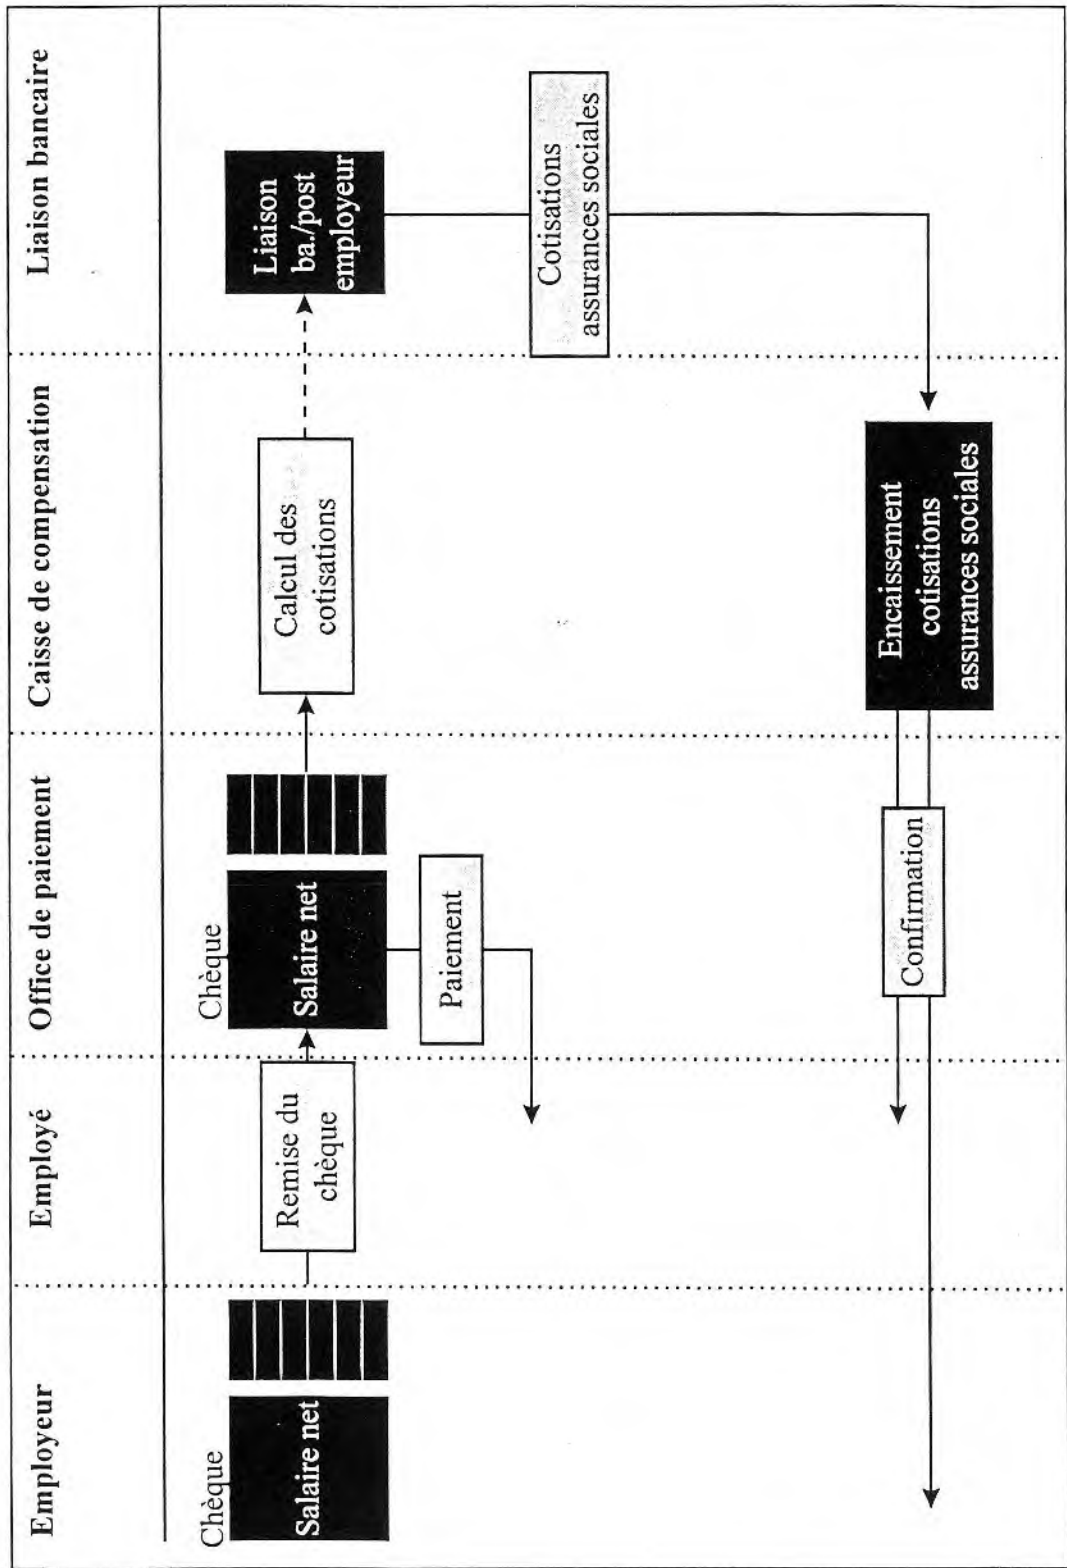 Employeur
Employé
Office de paiement
Caisse de compensation
Liaison bancaire
Chèque
Salaire net
Remise du
chèque
Chèque
Salaire net
Calcul des
cotisations
Liaison
ba./post
employeur
Paiement
Cotisations
assurances sociales
Confirmation
Encaissement
cotisations
assurances sociales